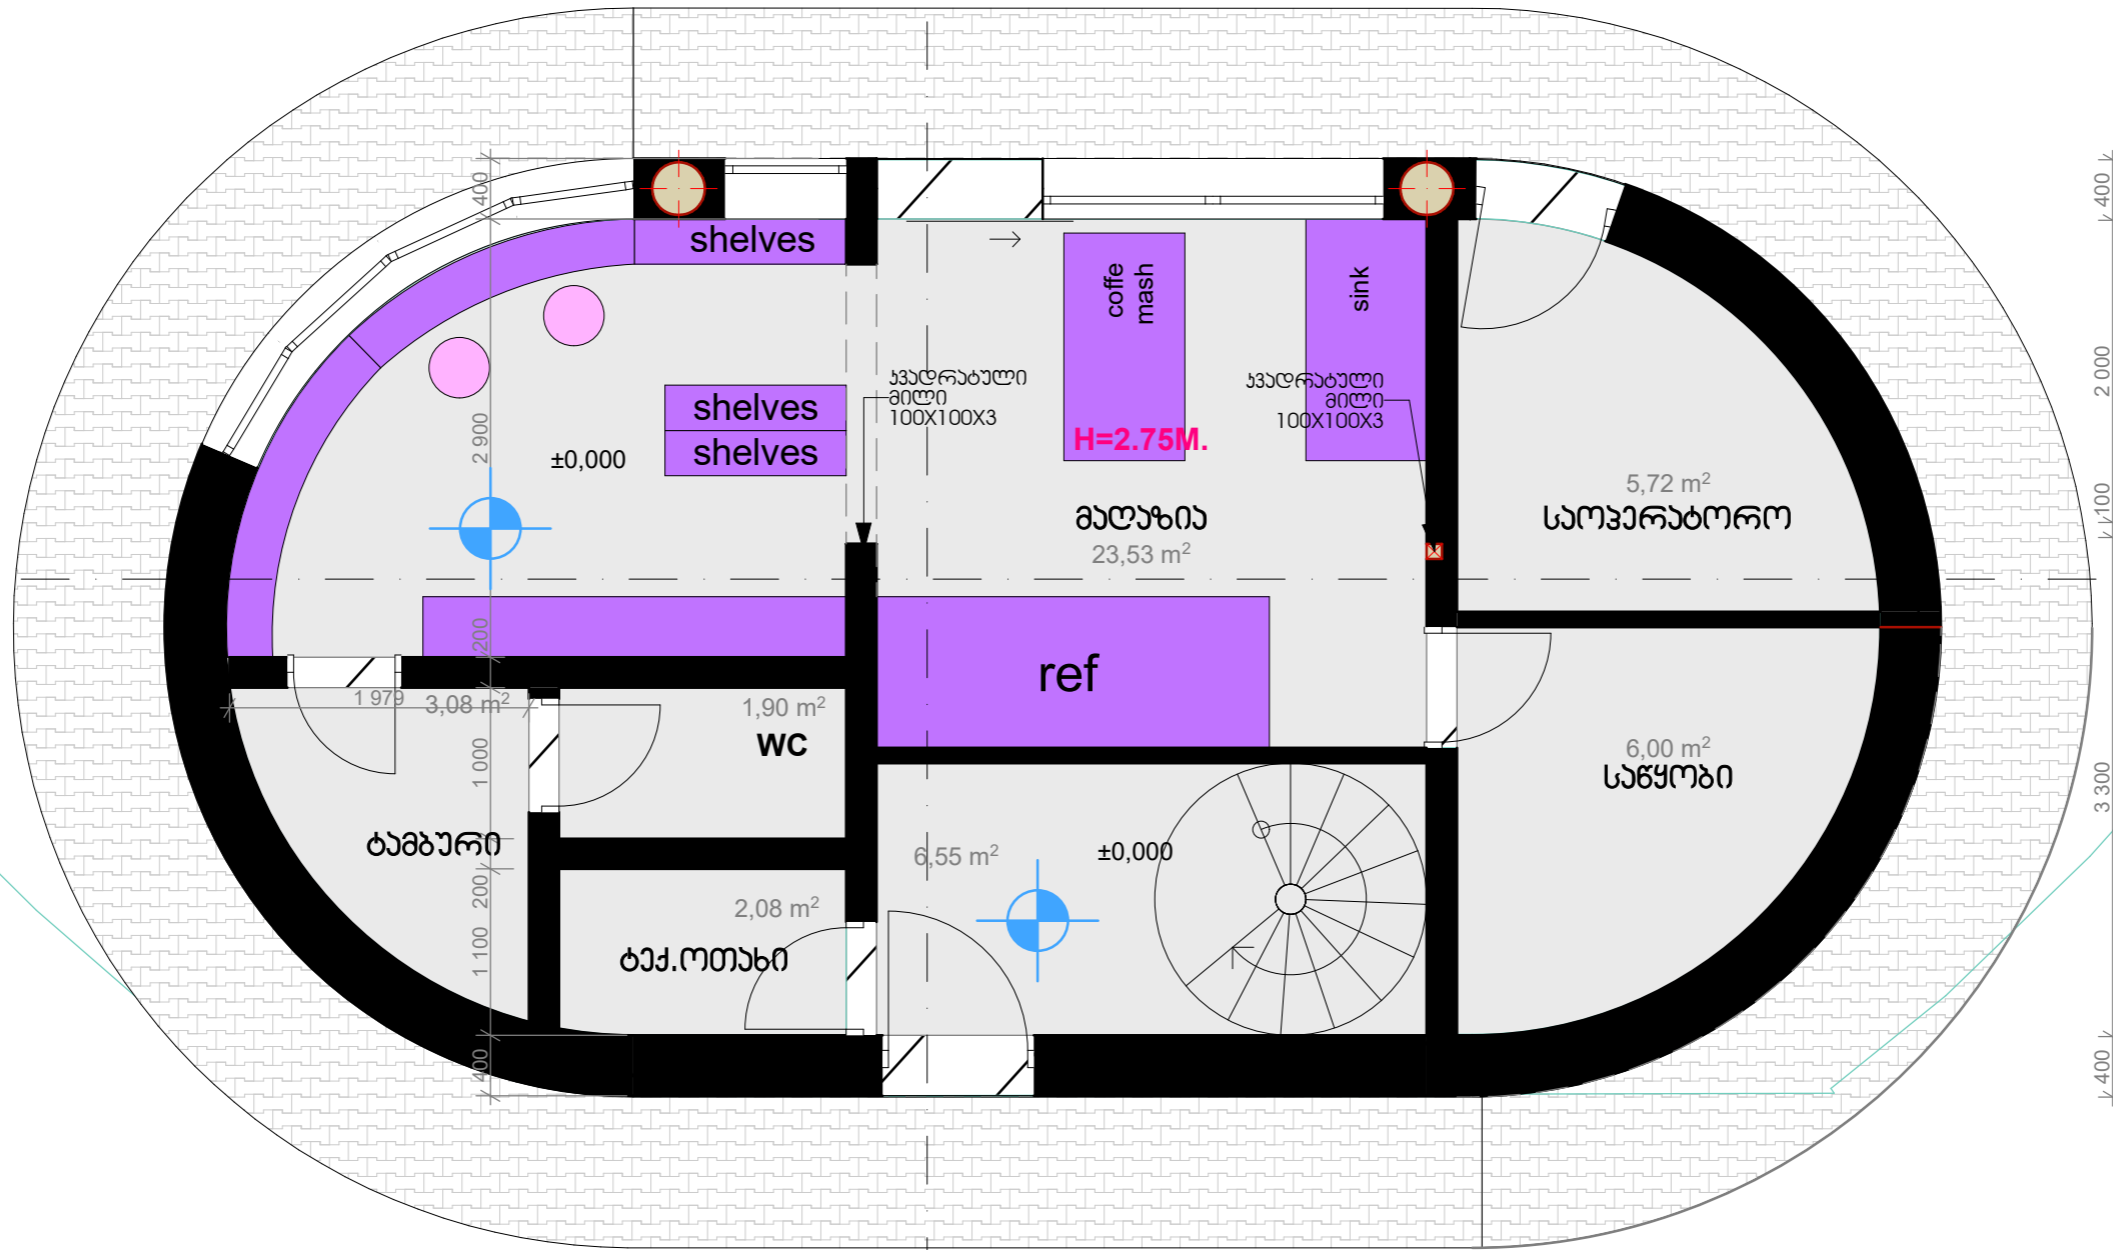 400
400
shelves
coffe
mash
sink
კვადრატული
მილი
100X100X3
კვადრატული
მილი
100X100X3
2 000
shelves
shelves
H=2.75M.
2 900
±0,000
5,72 m²
საოპერატორო
100
მაღაზია
23,53 m²
200
ref
1 979
3,08 m²
1,90 m²
WC
6,00 m²
საწყობი
1 000
3 300
ტამბური
6,55 m²
±0,000
200
2,08 m²
1 100
ტექ.ოთახი
400
400